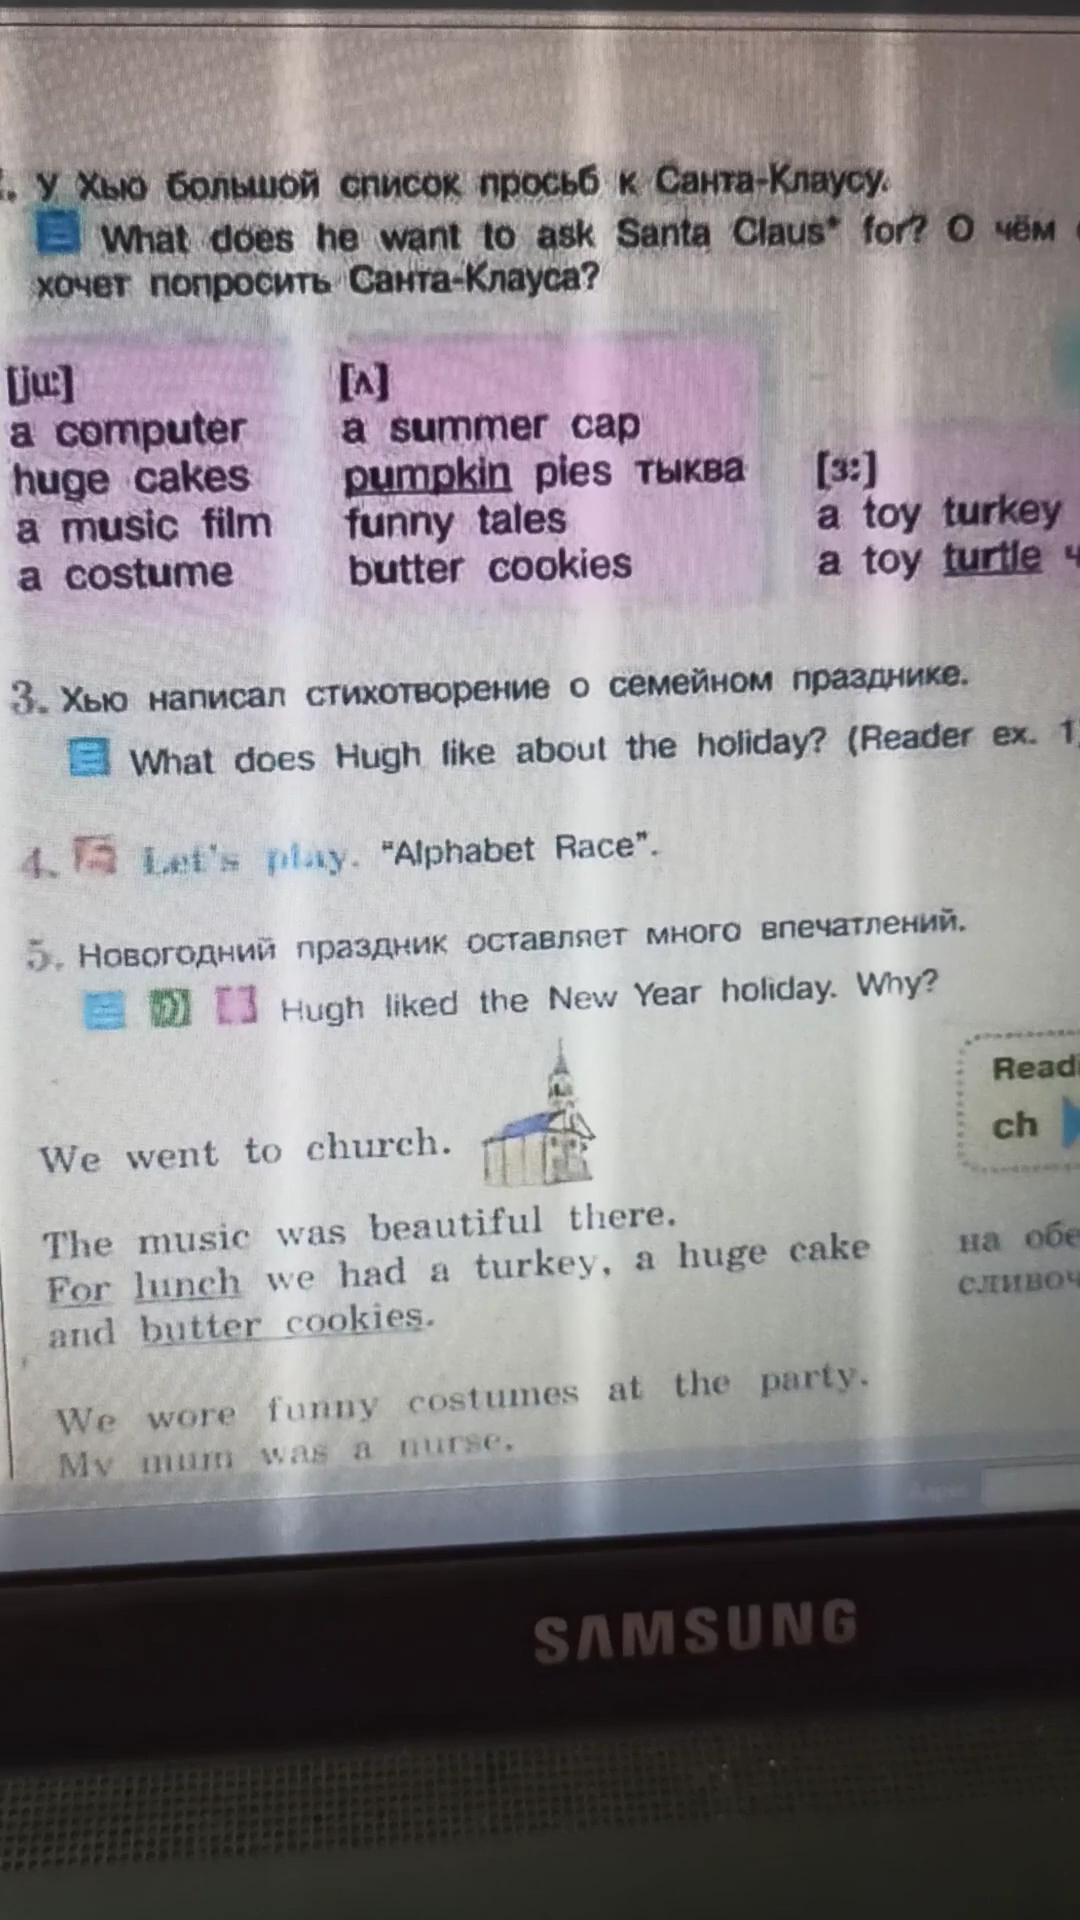 У Хью большой список просьб к Санта-Клаусу.
What does he want to ask Santa Claus* for? О чём
хочет попросить Санта-Клауса?
[ju:]
a computer
huge cakes
a music film
a costume
[ʌ]
a summer cap
pumpkin pies тыква
funny tales
butter cookies
[ɜ:]
a toy turkey
a toy turtle
3. Хью написал стихотворение о семейном празднике.
What does Hugh like about the holiday? (Reader ex. 1
4. Let's play. "Alphabet Race".
5. Новогодний праздник оставляет много впечатлений.
Hugh liked the New Year holiday. Why?
We went to church.
Readi
ch
The music was beautiful there.
For lunch we had a turkey, a huge cake
and butter cookies.
на обе
сливоч
We wore funny costumes at the party.
My mum was a nurse.
SAMSUNG